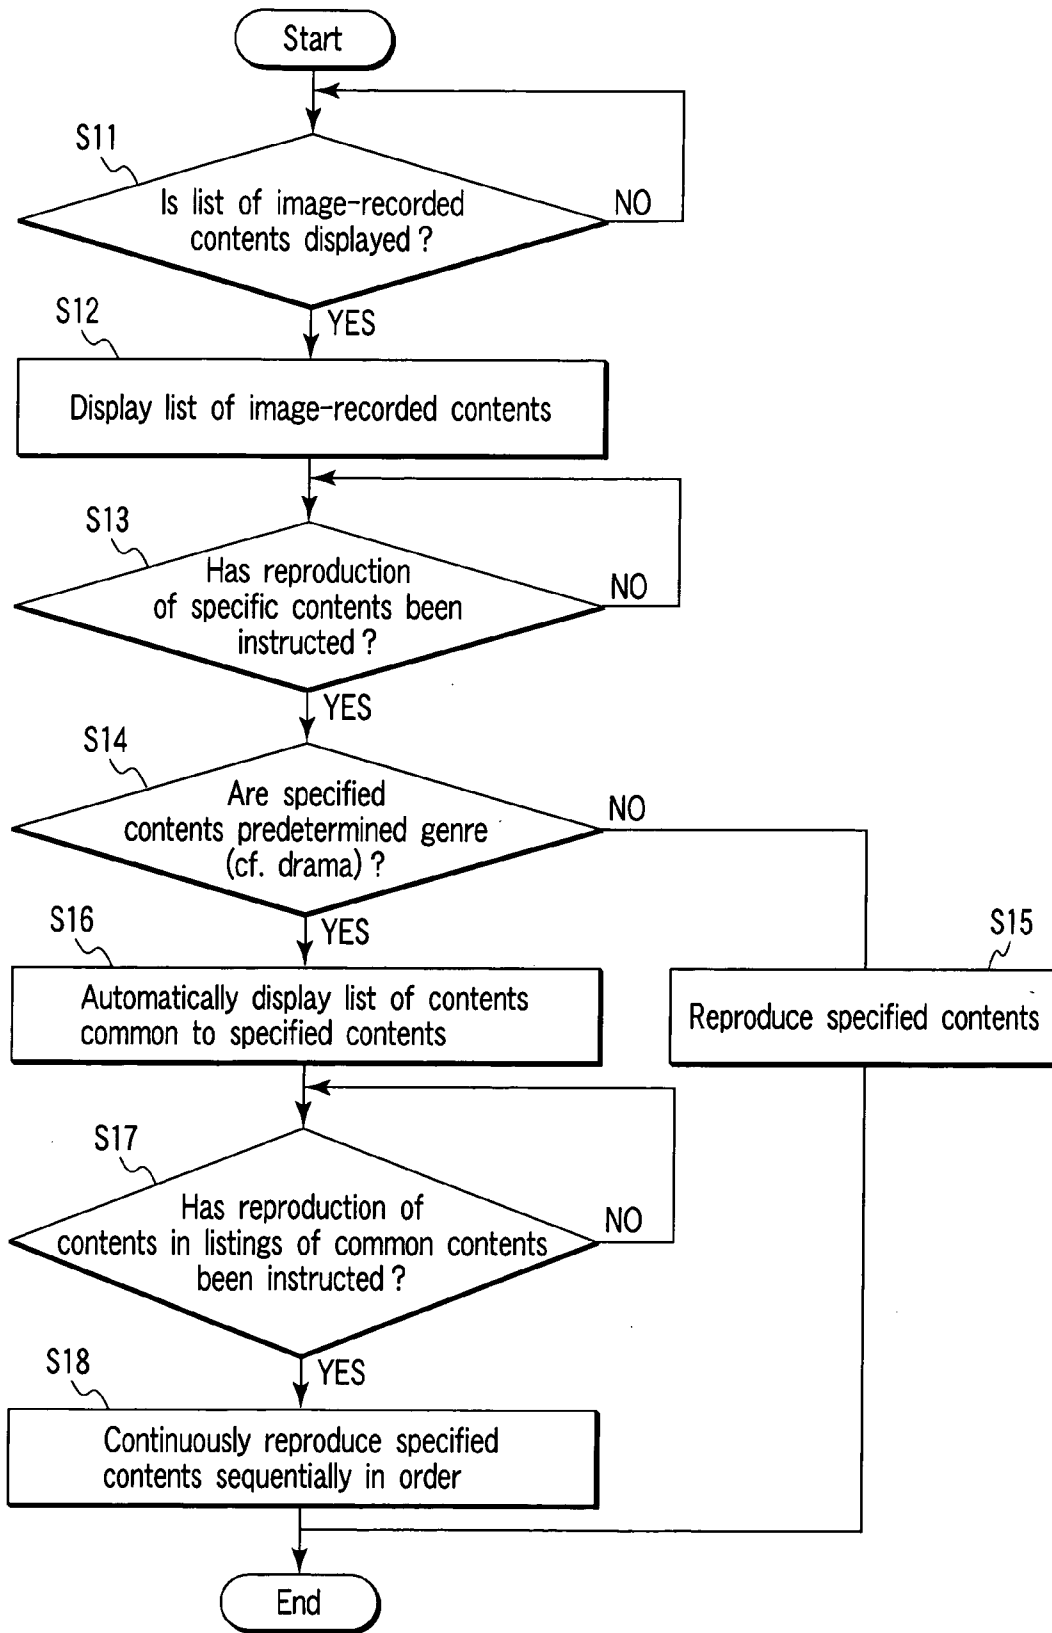 Start
S11
Is list of image-recorded
contents displayed ?
NO
YES
S12
Display list of image-recorded contents
S13
Has reproduction
of specific contents been
instructed ?
NO
YES
S14
Are specified
contents predetermined genre
(cf. drama) ?
NO
YES
S16
Automatically display list of contents
common to specified contents
S15
Reproduce specified contents
S17
Has reproduction of
contents in listings of common contents
been instructed ?
NO
YES
S18
Continuously reproduce specified
contents sequentially in order
End